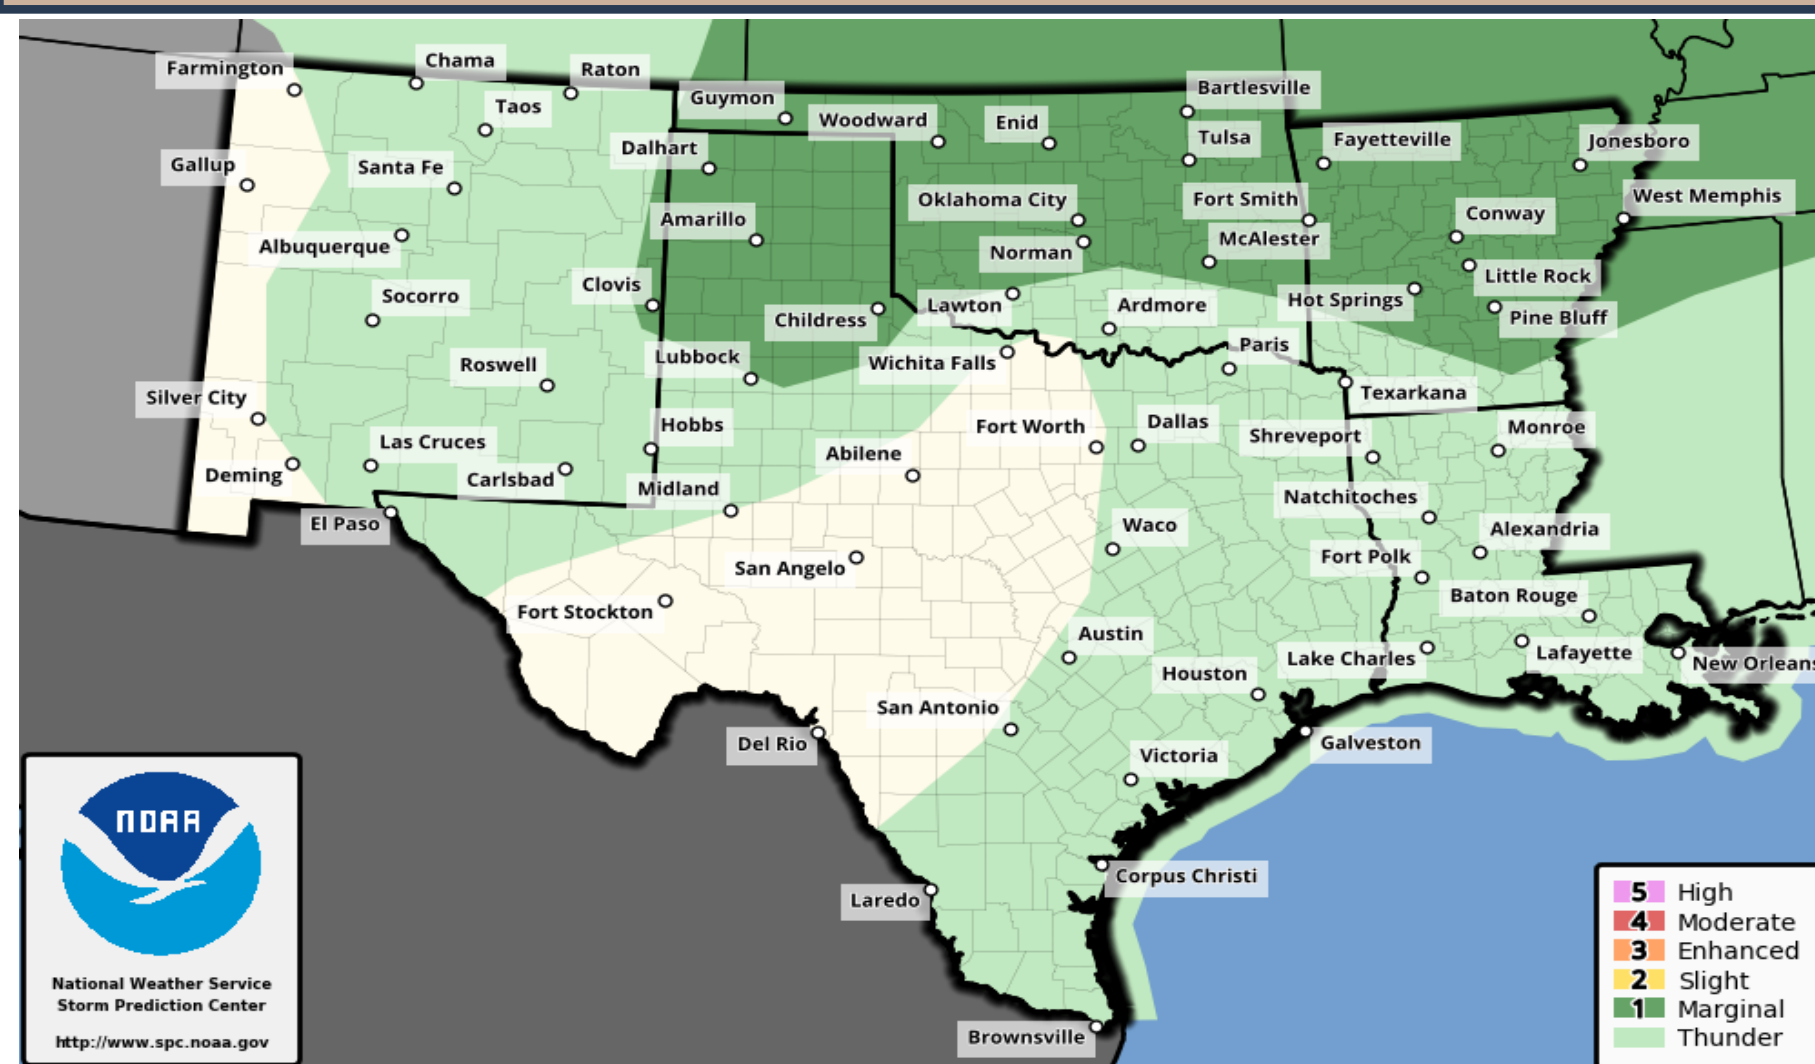 Farmington
Chama
Raton
Taos
Guymon
Woodward
Enid
Bartlesville
Tulsa
Fayetteville
Jonesboro
Gallup
Santa Fe
Dalhart
Oklahoma City
Fort Smith
West Memphis
Albuquerque
Amarillo
Norman
McAlester
Conway
Socorro
Clovis
Childress
Lawton
Ardmore
Hot Springs
Little Rock
Pine Bluff
Roswell
Lubbock
Wichita Falls
Paris
Texarkana
Silver City
Las Cruces
Hobbs
Abilene
Fort Worth
Dallas
Shreveport
Monroe
Deming
Carlsbad
Midland
Natchitoches
El Paso
San Angelo
Waco
Fort Polk
Alexandria
Fort Stockton
Austin
Baton Rouge
Houston
Lake Charles
Lafayette
New Orleans
San Antonio
Del Rio
Victoria
Galveston
Laredo
Corpus Christi
Brownsville
NOAA
National Weather Service
Storm Prediction Center
http://www.spc.noaa.gov
5 High
4 Moderate
3 Enhanced
2 Slight
1 Marginal
Thunder